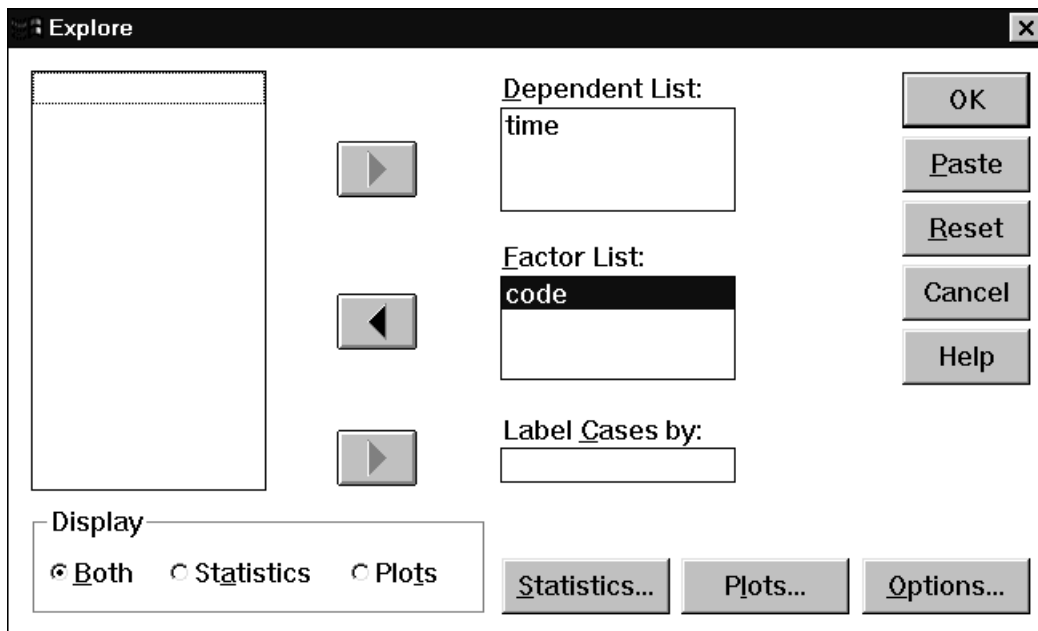 Explore
Dependent List:
time
Factor List:
code
Label Cases by:
OK
Paste
Reset
Cancel
Help
Display
Both
Statistics
Plots
Statistics...
Plots...
Options...